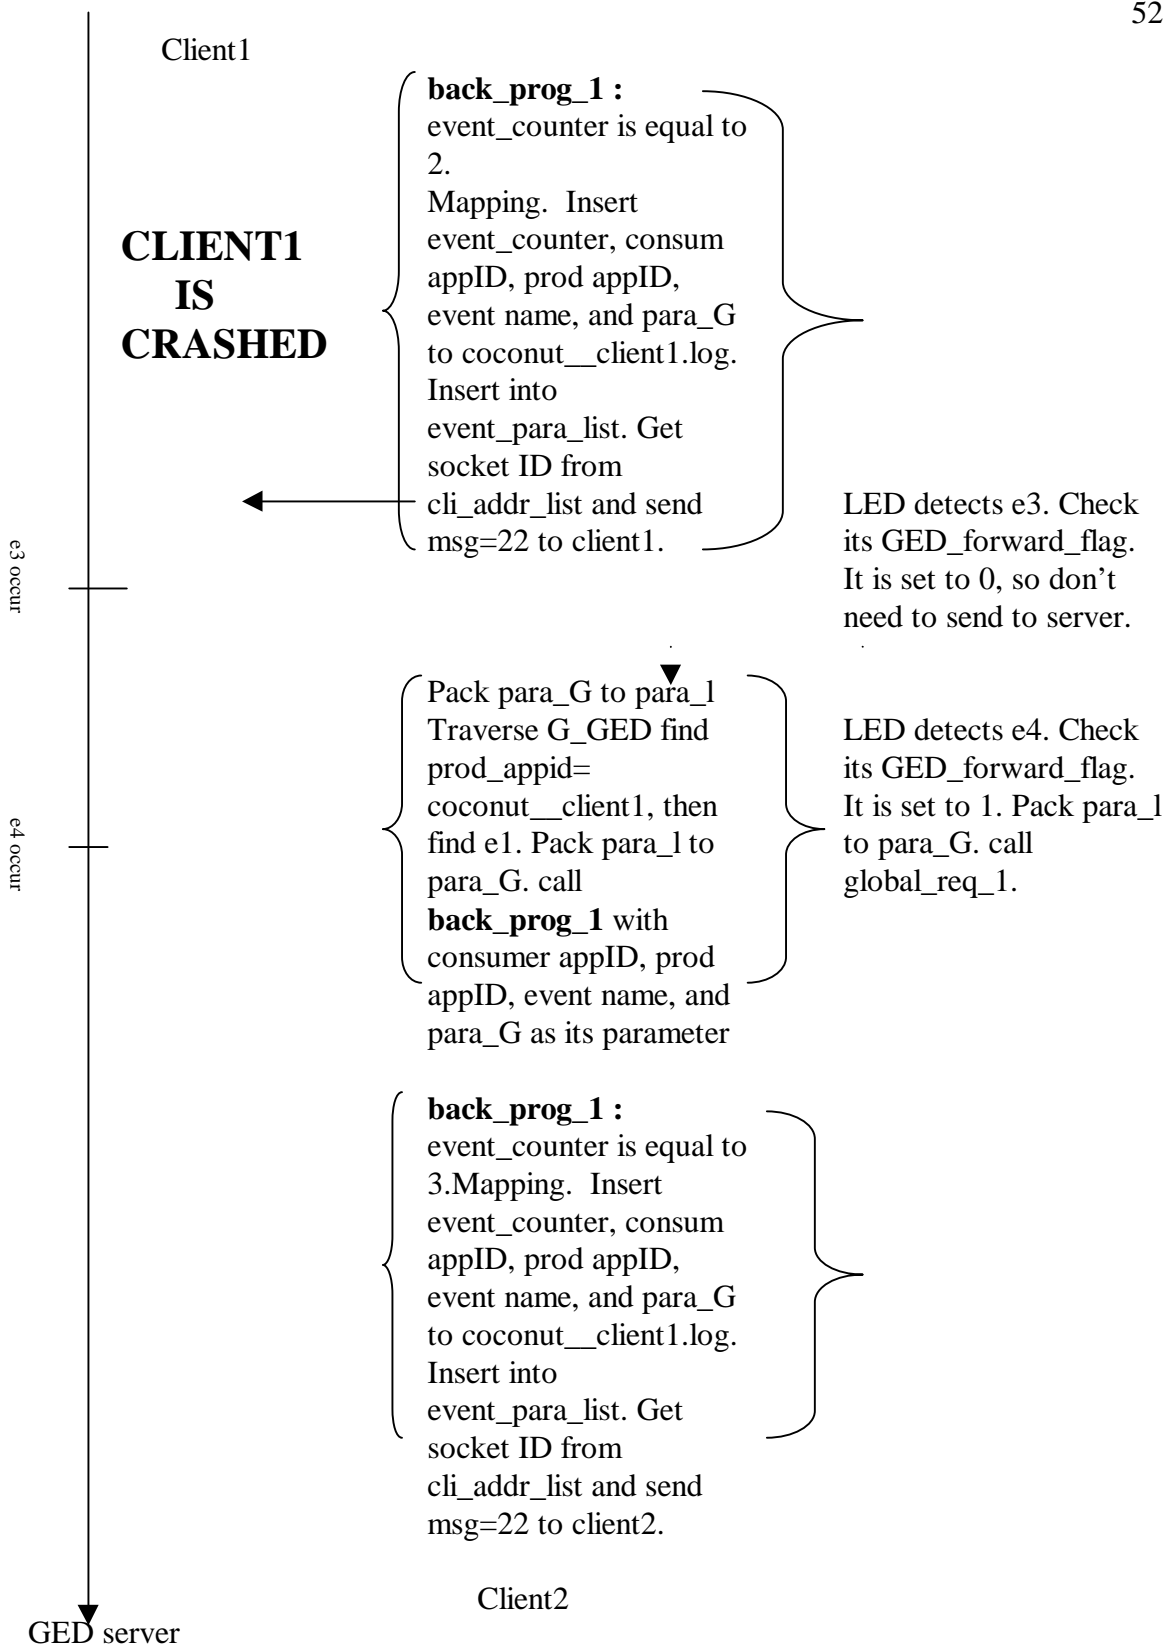 52
Client1
back_prog_1 :
event_counter is equal to
2.
Mapping.  Insert
event_counter, consum
appID, prod appID,
event name, and para_G
to coconut__client1.log.
Insert into
event_para_list. Get
socket ID from
cli_addr_list and send
msg=22 to client1.
CLIENT1
IS
CRASHED
LED detects e3. Check
its GED_forward_flag.
It is set to 0, so don’t
need to send to server.
e3 occur
Pack para_G to para_l
Traverse G_GED find
prod_appid=
coconut__client1, then
find e1. Pack para_l to
para_G. call
back_prog_1 with
consumer appID, prod
appID, event name, and
para_G as its parameter
LED detects e4. Check
its GED_forward_flag.
It is set to 1. Pack para_l
to para_G. call
global_req_1.
e4 occur
back_prog_1 :
event_counter is equal to
3.Mapping.  Insert
event_counter, consum
appID, prod appID,
event name, and para_G
to coconut__client1.log.
Insert into
event_para_list. Get
socket ID from
cli_addr_list and send
msg=22 to client2.
Client2
GED server